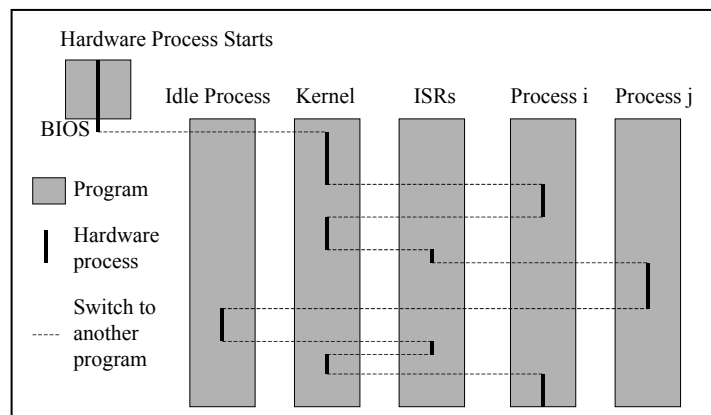 Hardware Process Starts
Idle Process
Kernel
ISRs
Process i
Process j
BIOS
Program
Hardware
process
Switch to
another
program